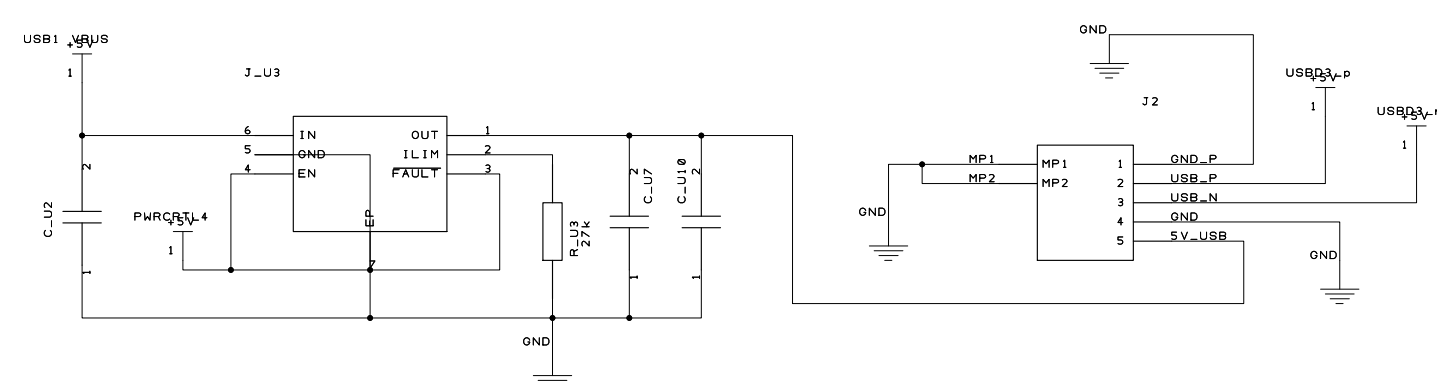 USB1_VBUS
+5V
1
J_U3
6
IN
5
GND
4
EN
OUT
1
ILIM
2
FAULT
3
EP
7
2
C_U2
1
PWRCRTL4
+5V
1
R_U3
27k
2
C_U7
1
2
C_U10
1
GND
GND
J2
MP1
MP1
MP2
MP2
GND
1
GND_P
2
USB_P
3
USB_N
4
GND
5
5V_USB
USBD3_p
+5V
1
+5V
1
GND